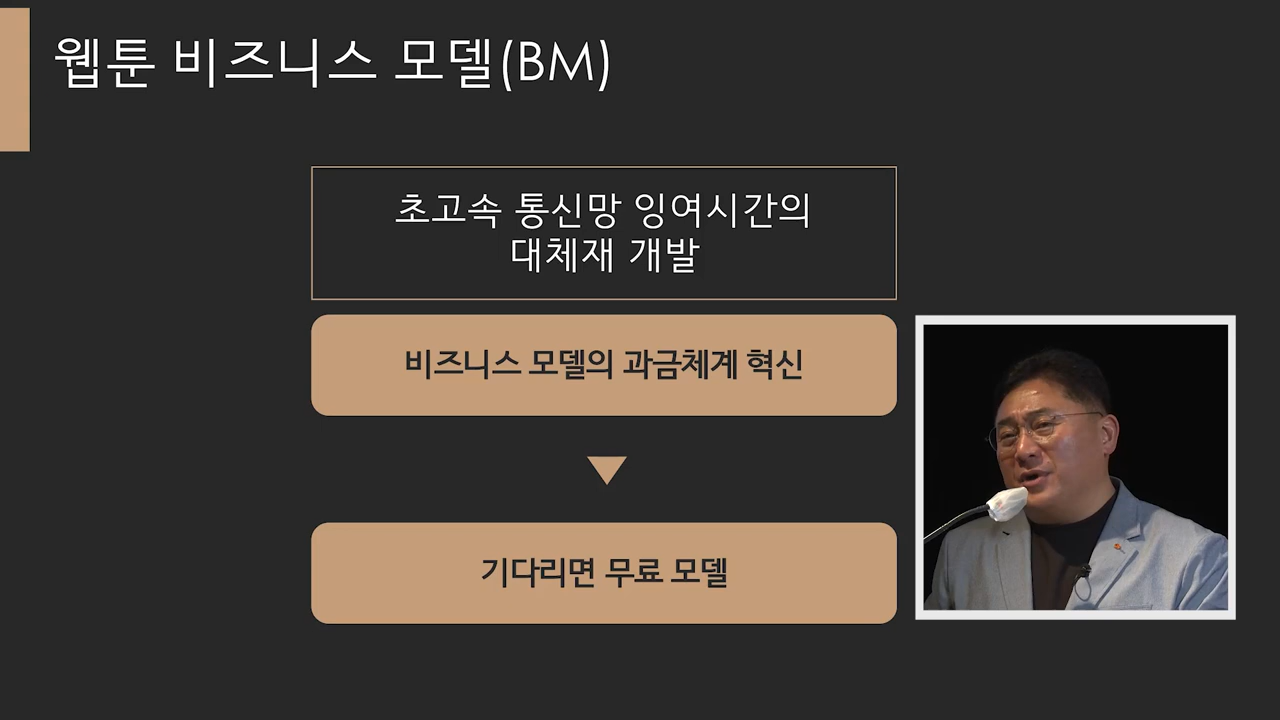 웹툰 비즈니스 모델(BM)
초고속 통신망 잉여시간의
대체재 개발
비즈니스 모델의 과금체계 혁신
기다리면 무료 모델